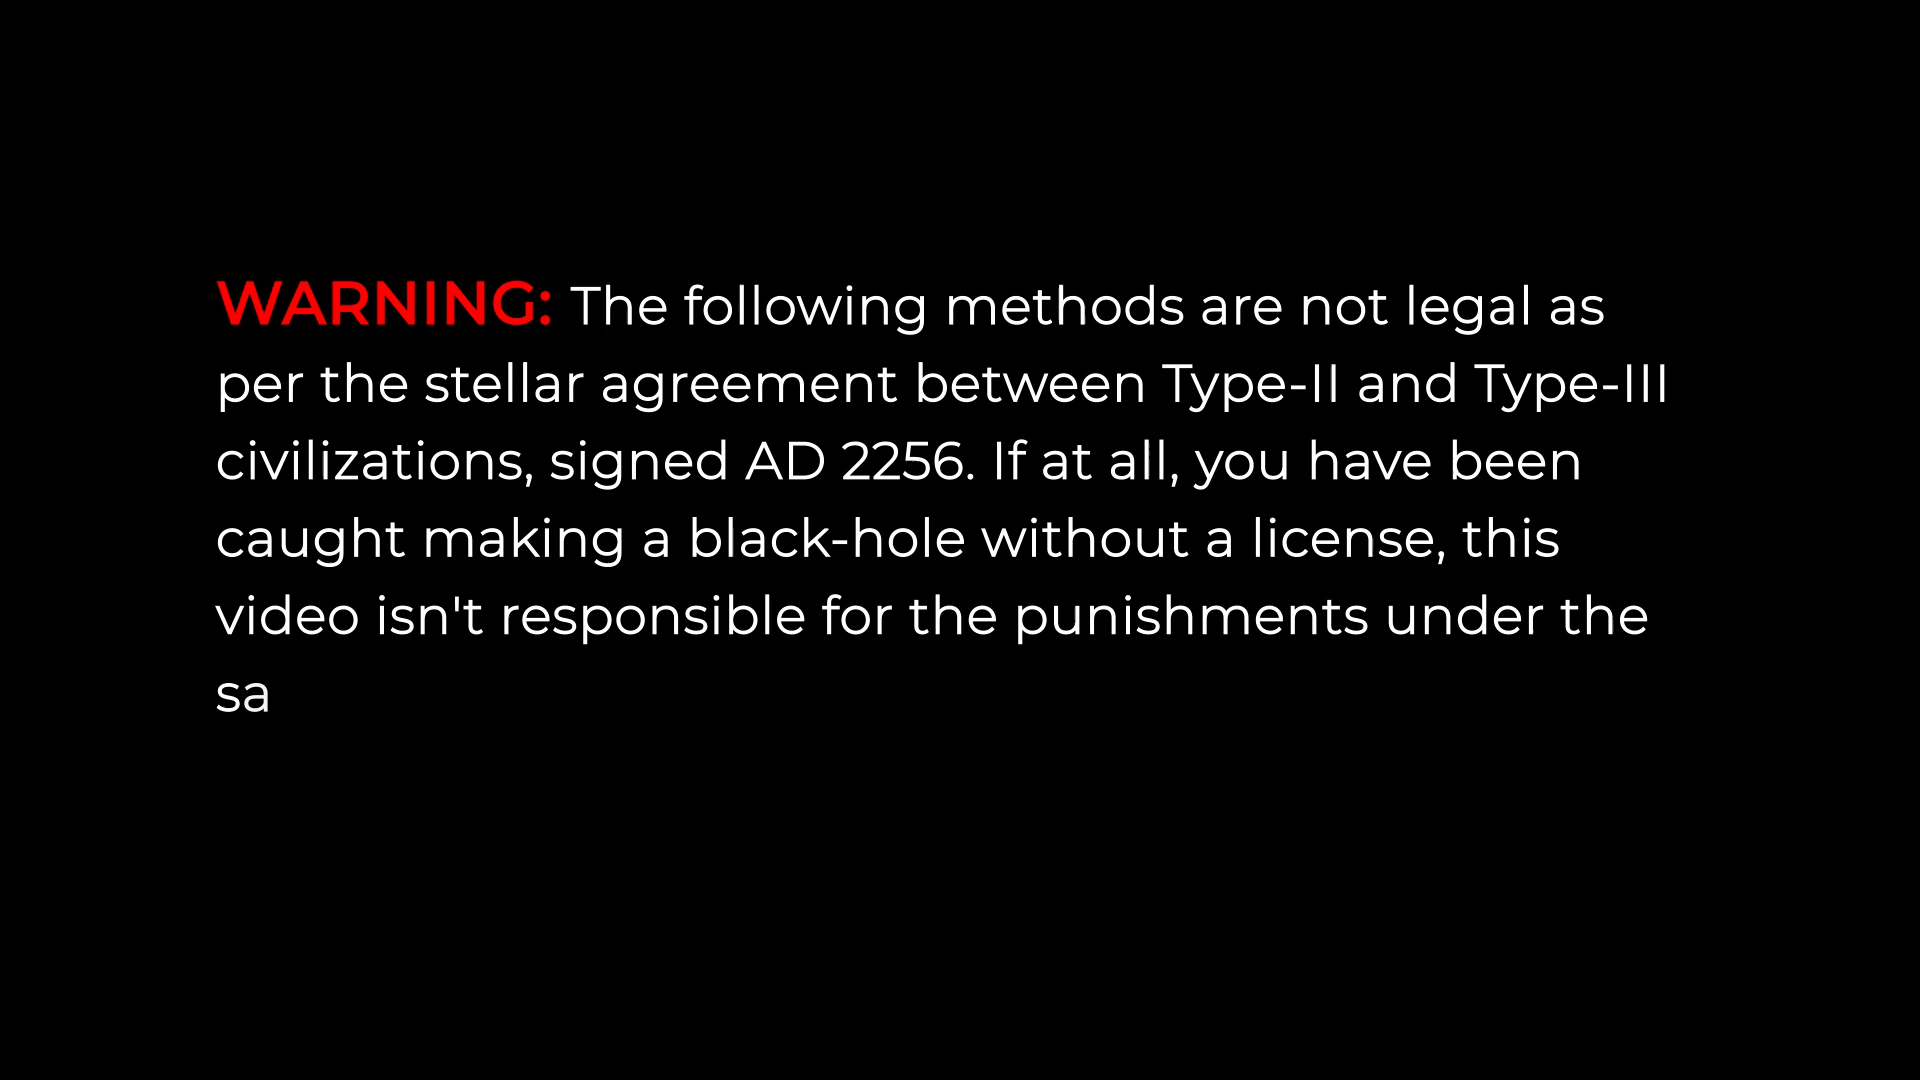 WARNING: The following methods are not legal as
per the stellar agreement between Type-II and Type-III
civilizations, signed AD 2256. If at all, you have been
caught making a black-hole without a license, this
video isn't responsible for the punishments under the
sa